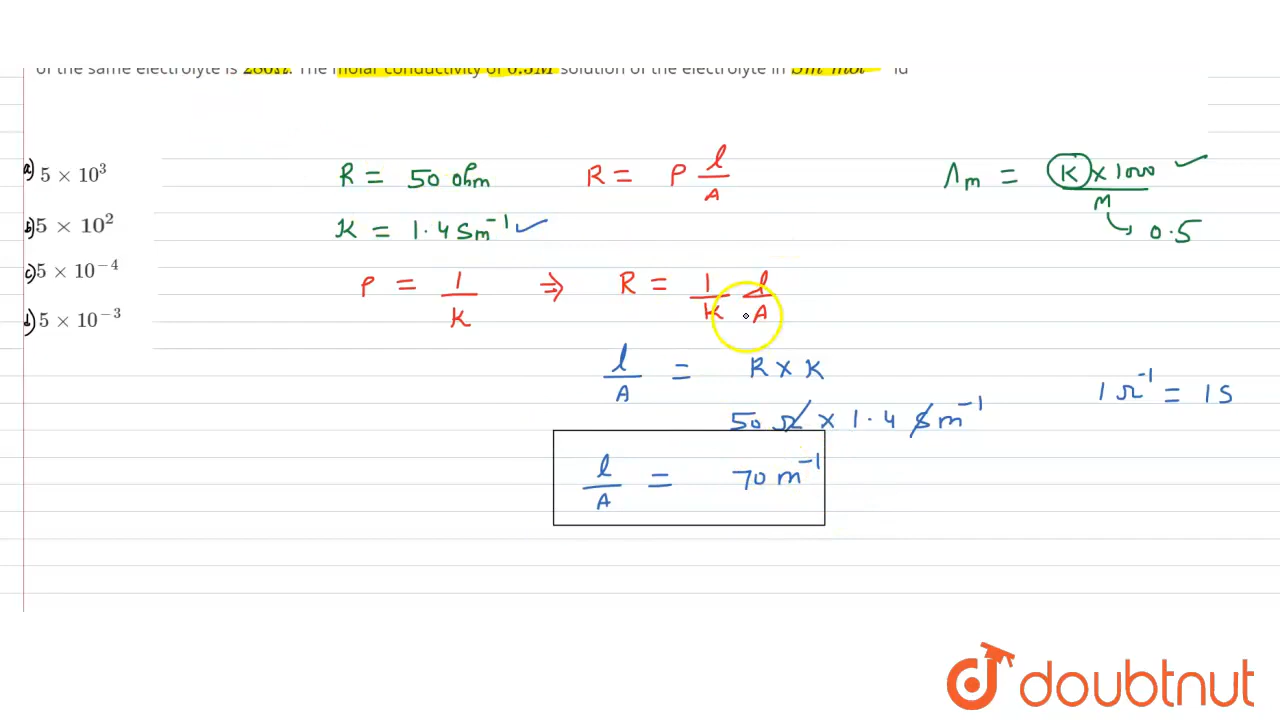 of the same electrolyte is 280Ω. The molar conductivity of 0.5M solution of the electrolyte in Sm² mol⁻¹ id
a) 5 × 10³
b) 5 × 10²
c) 5 × 10⁻⁴
d) 5 × 10⁻³
R = 50 ohm
K = 1.4 Sm⁻¹ ✓
ρ = 1/K ⇒ R = 1/K l/A
R = ρ l/A
l/A = R × K
50 Ω × 1.4 S m⁻¹
l/A = 70 m⁻¹
Λm = K × 1000 / M ✓
0.5
1 Ω⁻¹ = 1 S
doubtnut